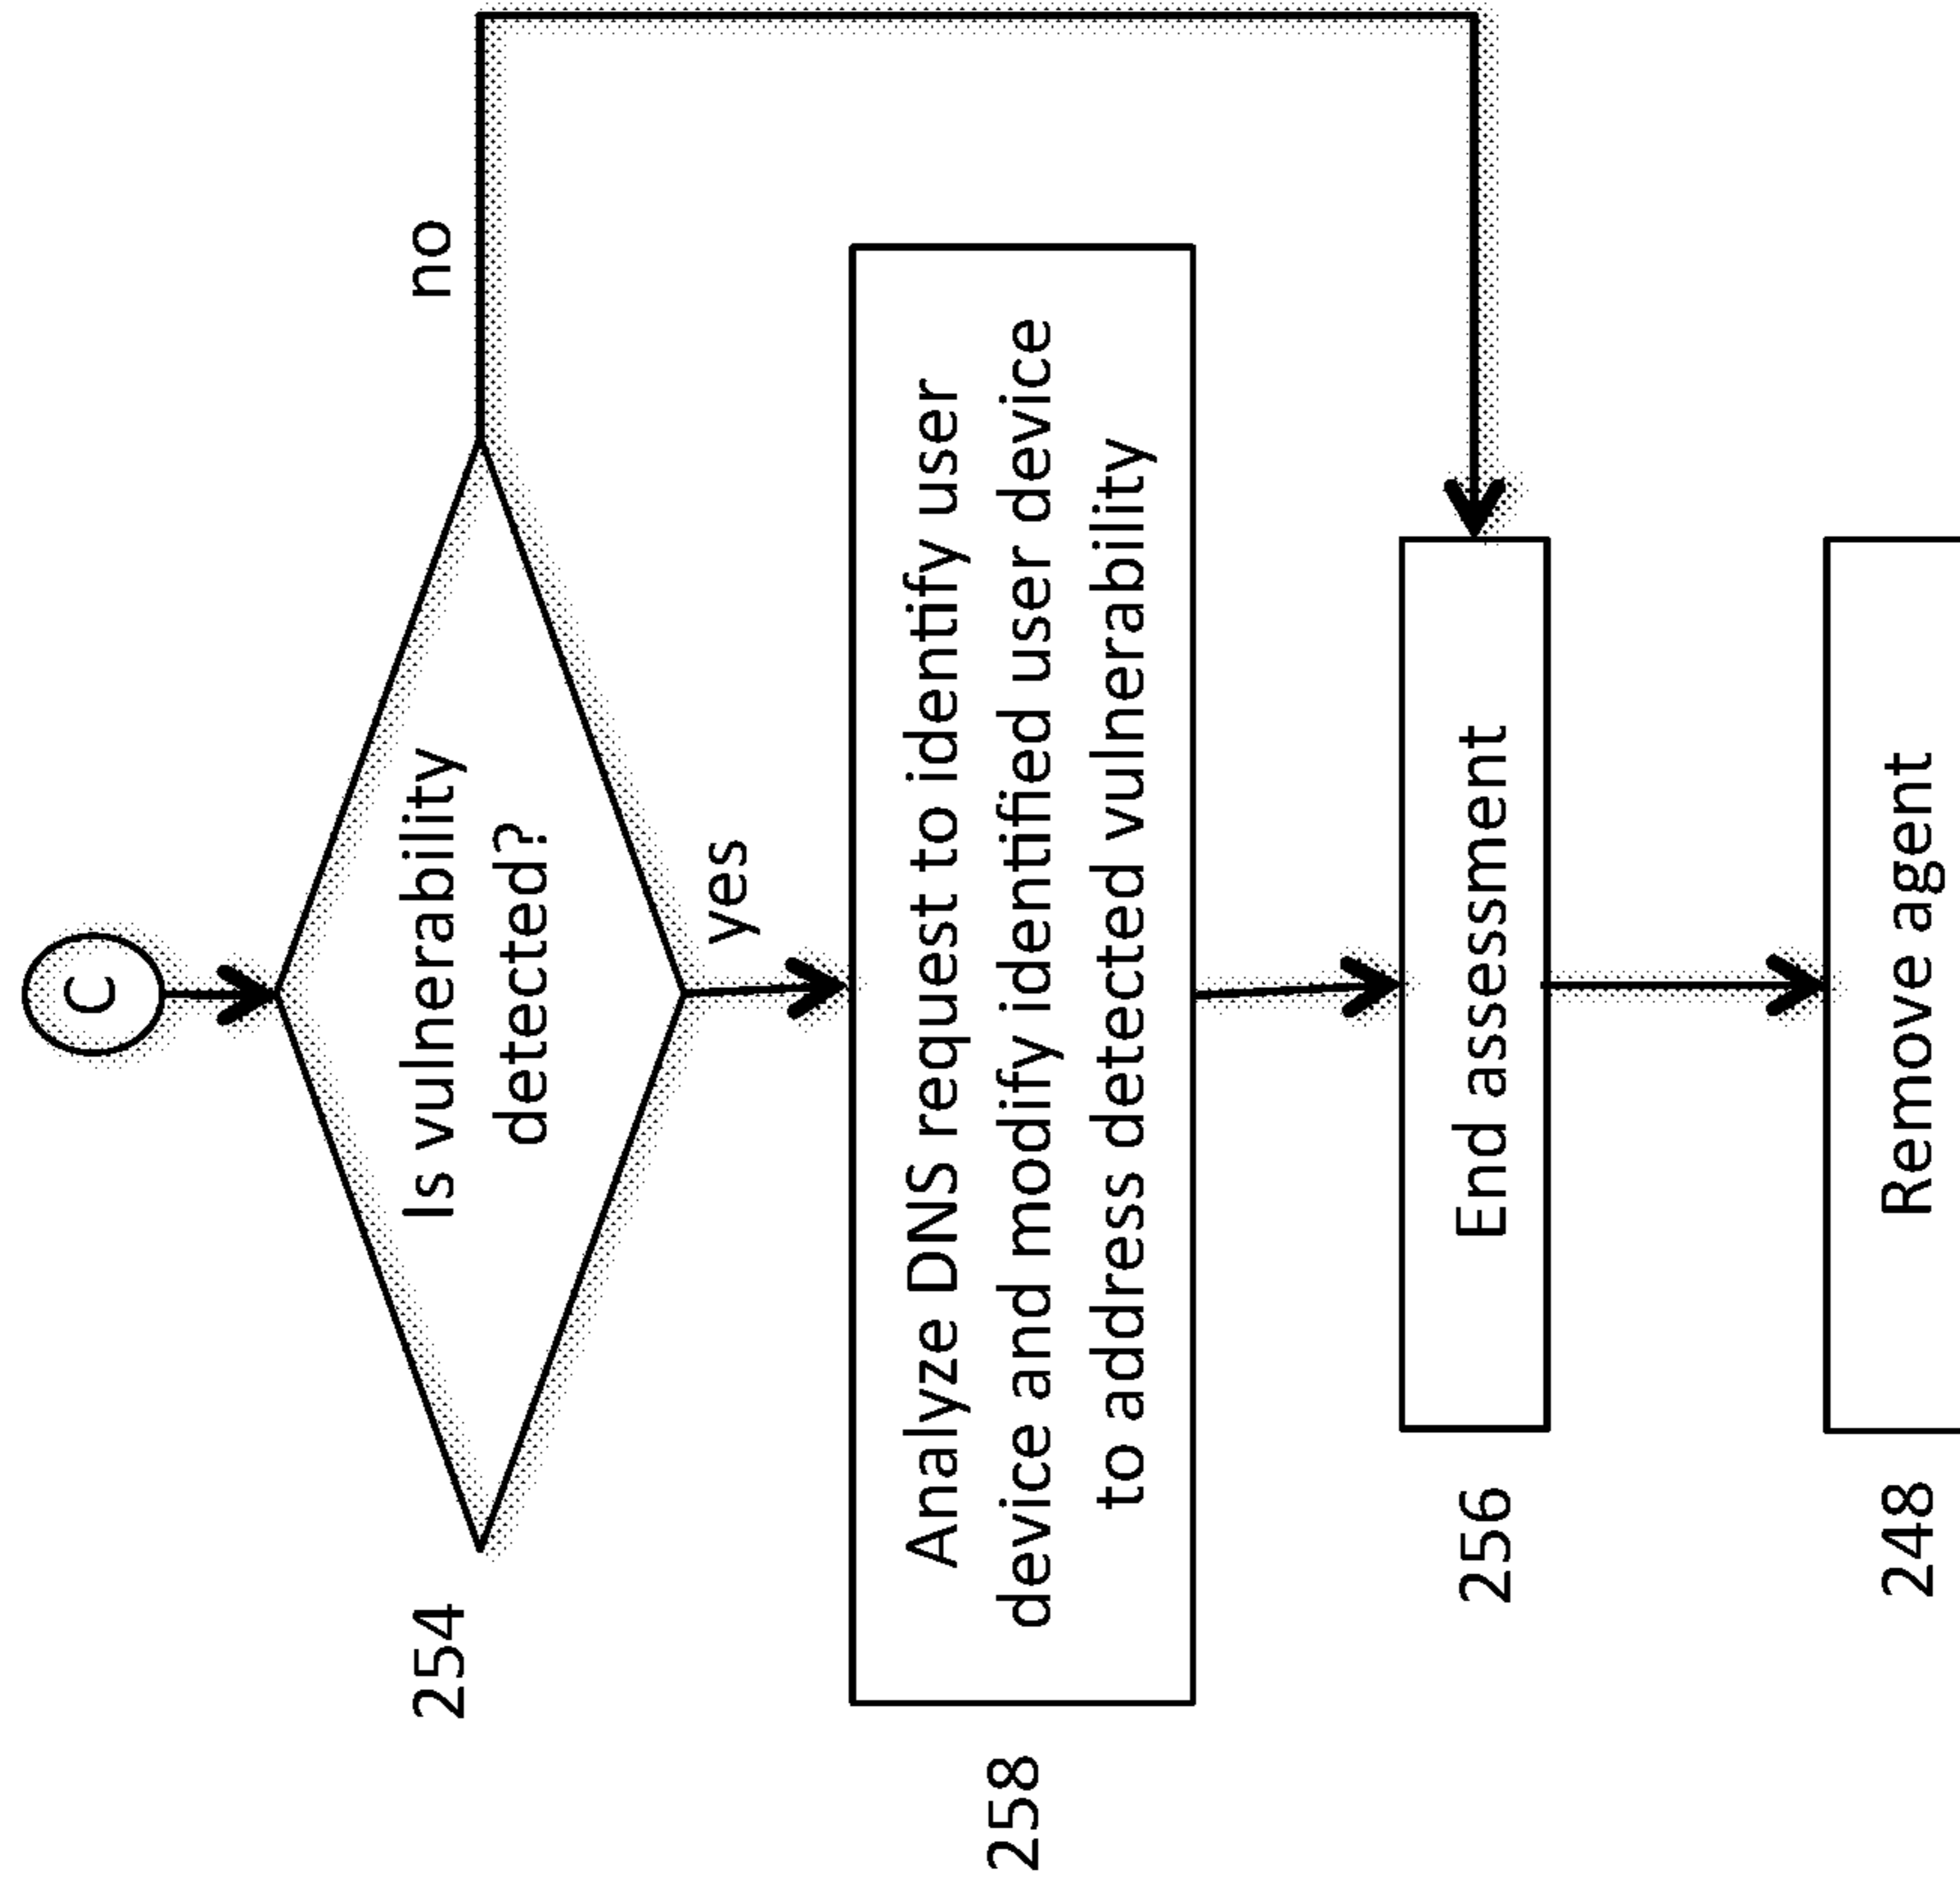 C
254
Is vulnerability
detected?
no
yes
258
Analyze DNS request to identify user
device and modify identified user device
to address detected vulnerability
256
End assessment
248
Remove agent